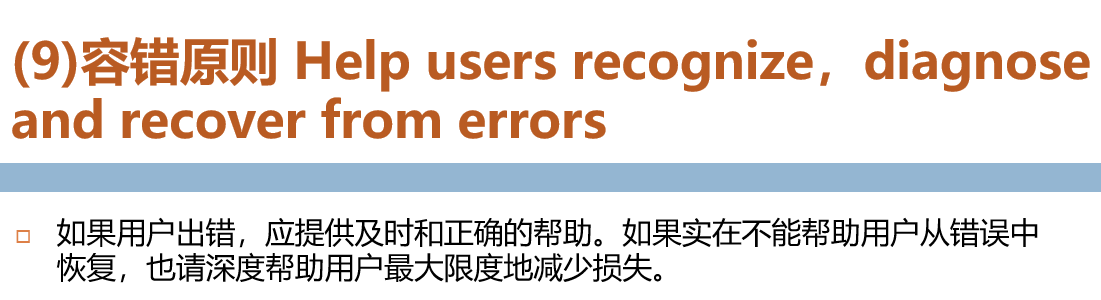 (9)容错原则 Help users recognize，diagnose
and recover from errors
如果用户出错，应提供及时和正确的帮助。如果实在不能帮助用户从错误中
恢复，也请深度帮助用户最大限度地减少损失。